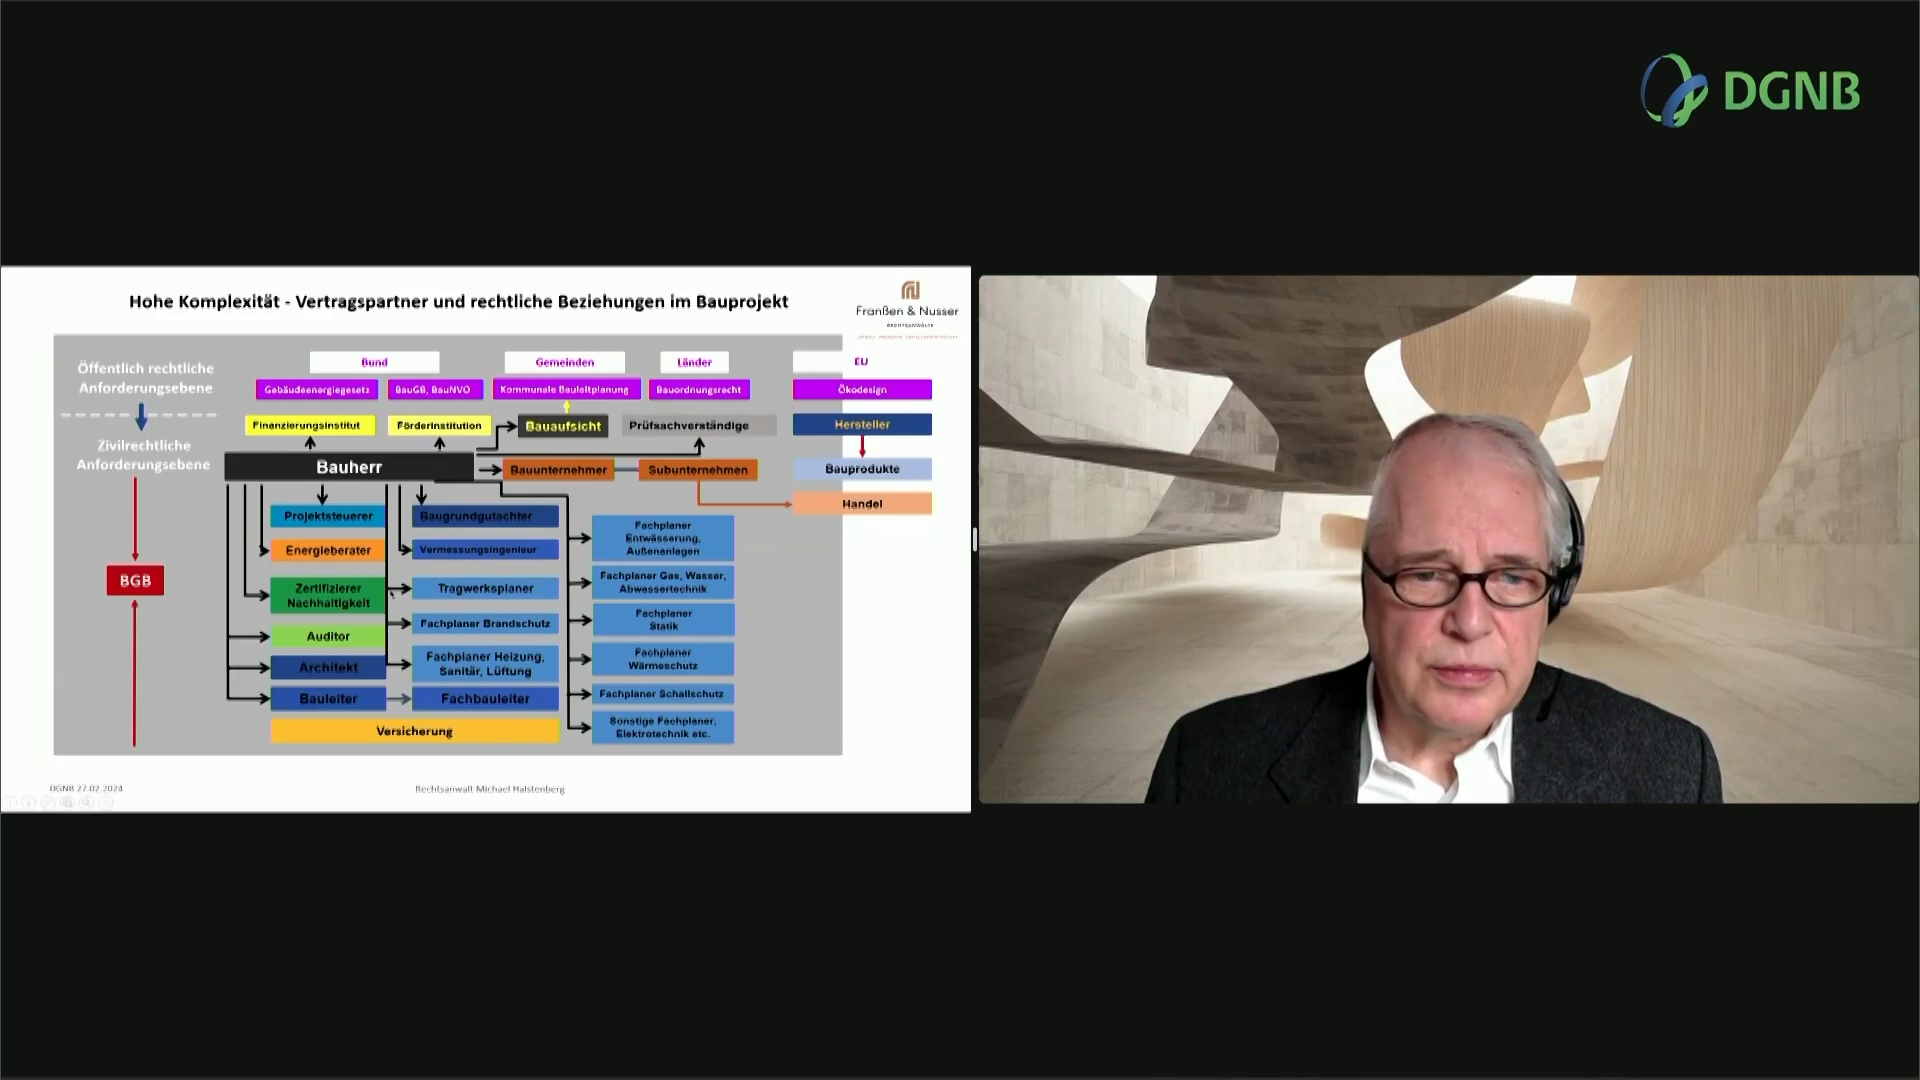 DGNB
Hohe Komplexität - Vertragspartner und rechtliche Beziehungen im Bauprojekt
Franßen & Nusser
RECHTSANWÄLTE
Öffentlich rechtliche
Anforderungsebene
Zivilrechtliche
Anforderungsebene
BGB
Bund
Gemeinden
Länder
EU
Gebäudeenergiegesetz
BauGB, BauNVO
Kommunale Bauleitplanung
Bauordnungsrecht
Ökodesign
Finanzierungsinstitut
Förderinstitution
Bauaufsicht
Prüfsachverständige
Hersteller
Bauherr
Bauunternehmer
Subunternehmen
Bauprodukte
Handel
Projektsteuerer
Energieberater
Zertifizierer
Nachhaltigkeit
Auditor
Architekt
Bauleiter
Versicherung
Baugrundgutachter
Vermessungsingenieur
Tragwerksplaner
Fachplaner Brandschutz
Fachplaner Heizung,
Sanitär, Lüftung
Fachbauleiter
Fachplaner
Entwässerung,
Außenanlagen
Fachplaner Gas, Wasser,
Abwassertechnik
Fachplaner
Statik
Fachplaner
Wärmeschutz
Fachplaner Schallschutz
Sonstige Fachplaner,
Elektrotechnik etc.
DGNB 27.02.2024
Rechtsanwalt Michael Halstenberg